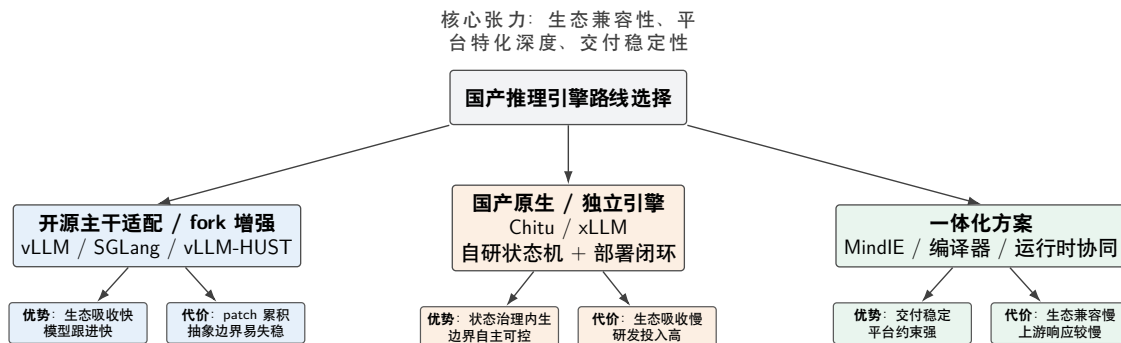 核心张力：生态兼容性、平
台特化深度、交付稳定性
国产推理引擎路线选择
开源主干适配 / fork 增强
vLLM / SGLang / vLLM-HUST
国产原生 / 独立引擎
Chitu / xLLM
自研状态机 + 部署闭环
一体化方案
MindIE / 编译器 / 运行时协同
优势：生态吸收快
模型跟进快
代价：patch 累积
抽象边界易失稳
优势：状态治理内生
边界自主可控
代价：生态吸收慢
研发投入高
优势：交付稳定
平台约束强
代价：生态兼容慢
上游响应较慢